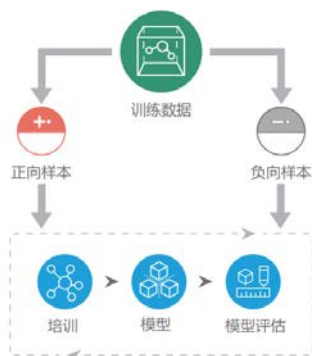 训练数据
正向样本
负向样本
培训
模型
模型评估